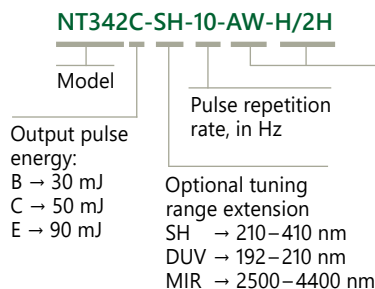 NT342C-SH-10-AW-H/2H
Model
Pulse repetition
rate, in Hz
Output pulse
energy:
B → 30 mJ
C → 50 mJ
E → 90 mJ
Optional tuning
range extension
SH → 210–410 nm
DUV → 192–210 nm
MIR → 2500–4400 nm